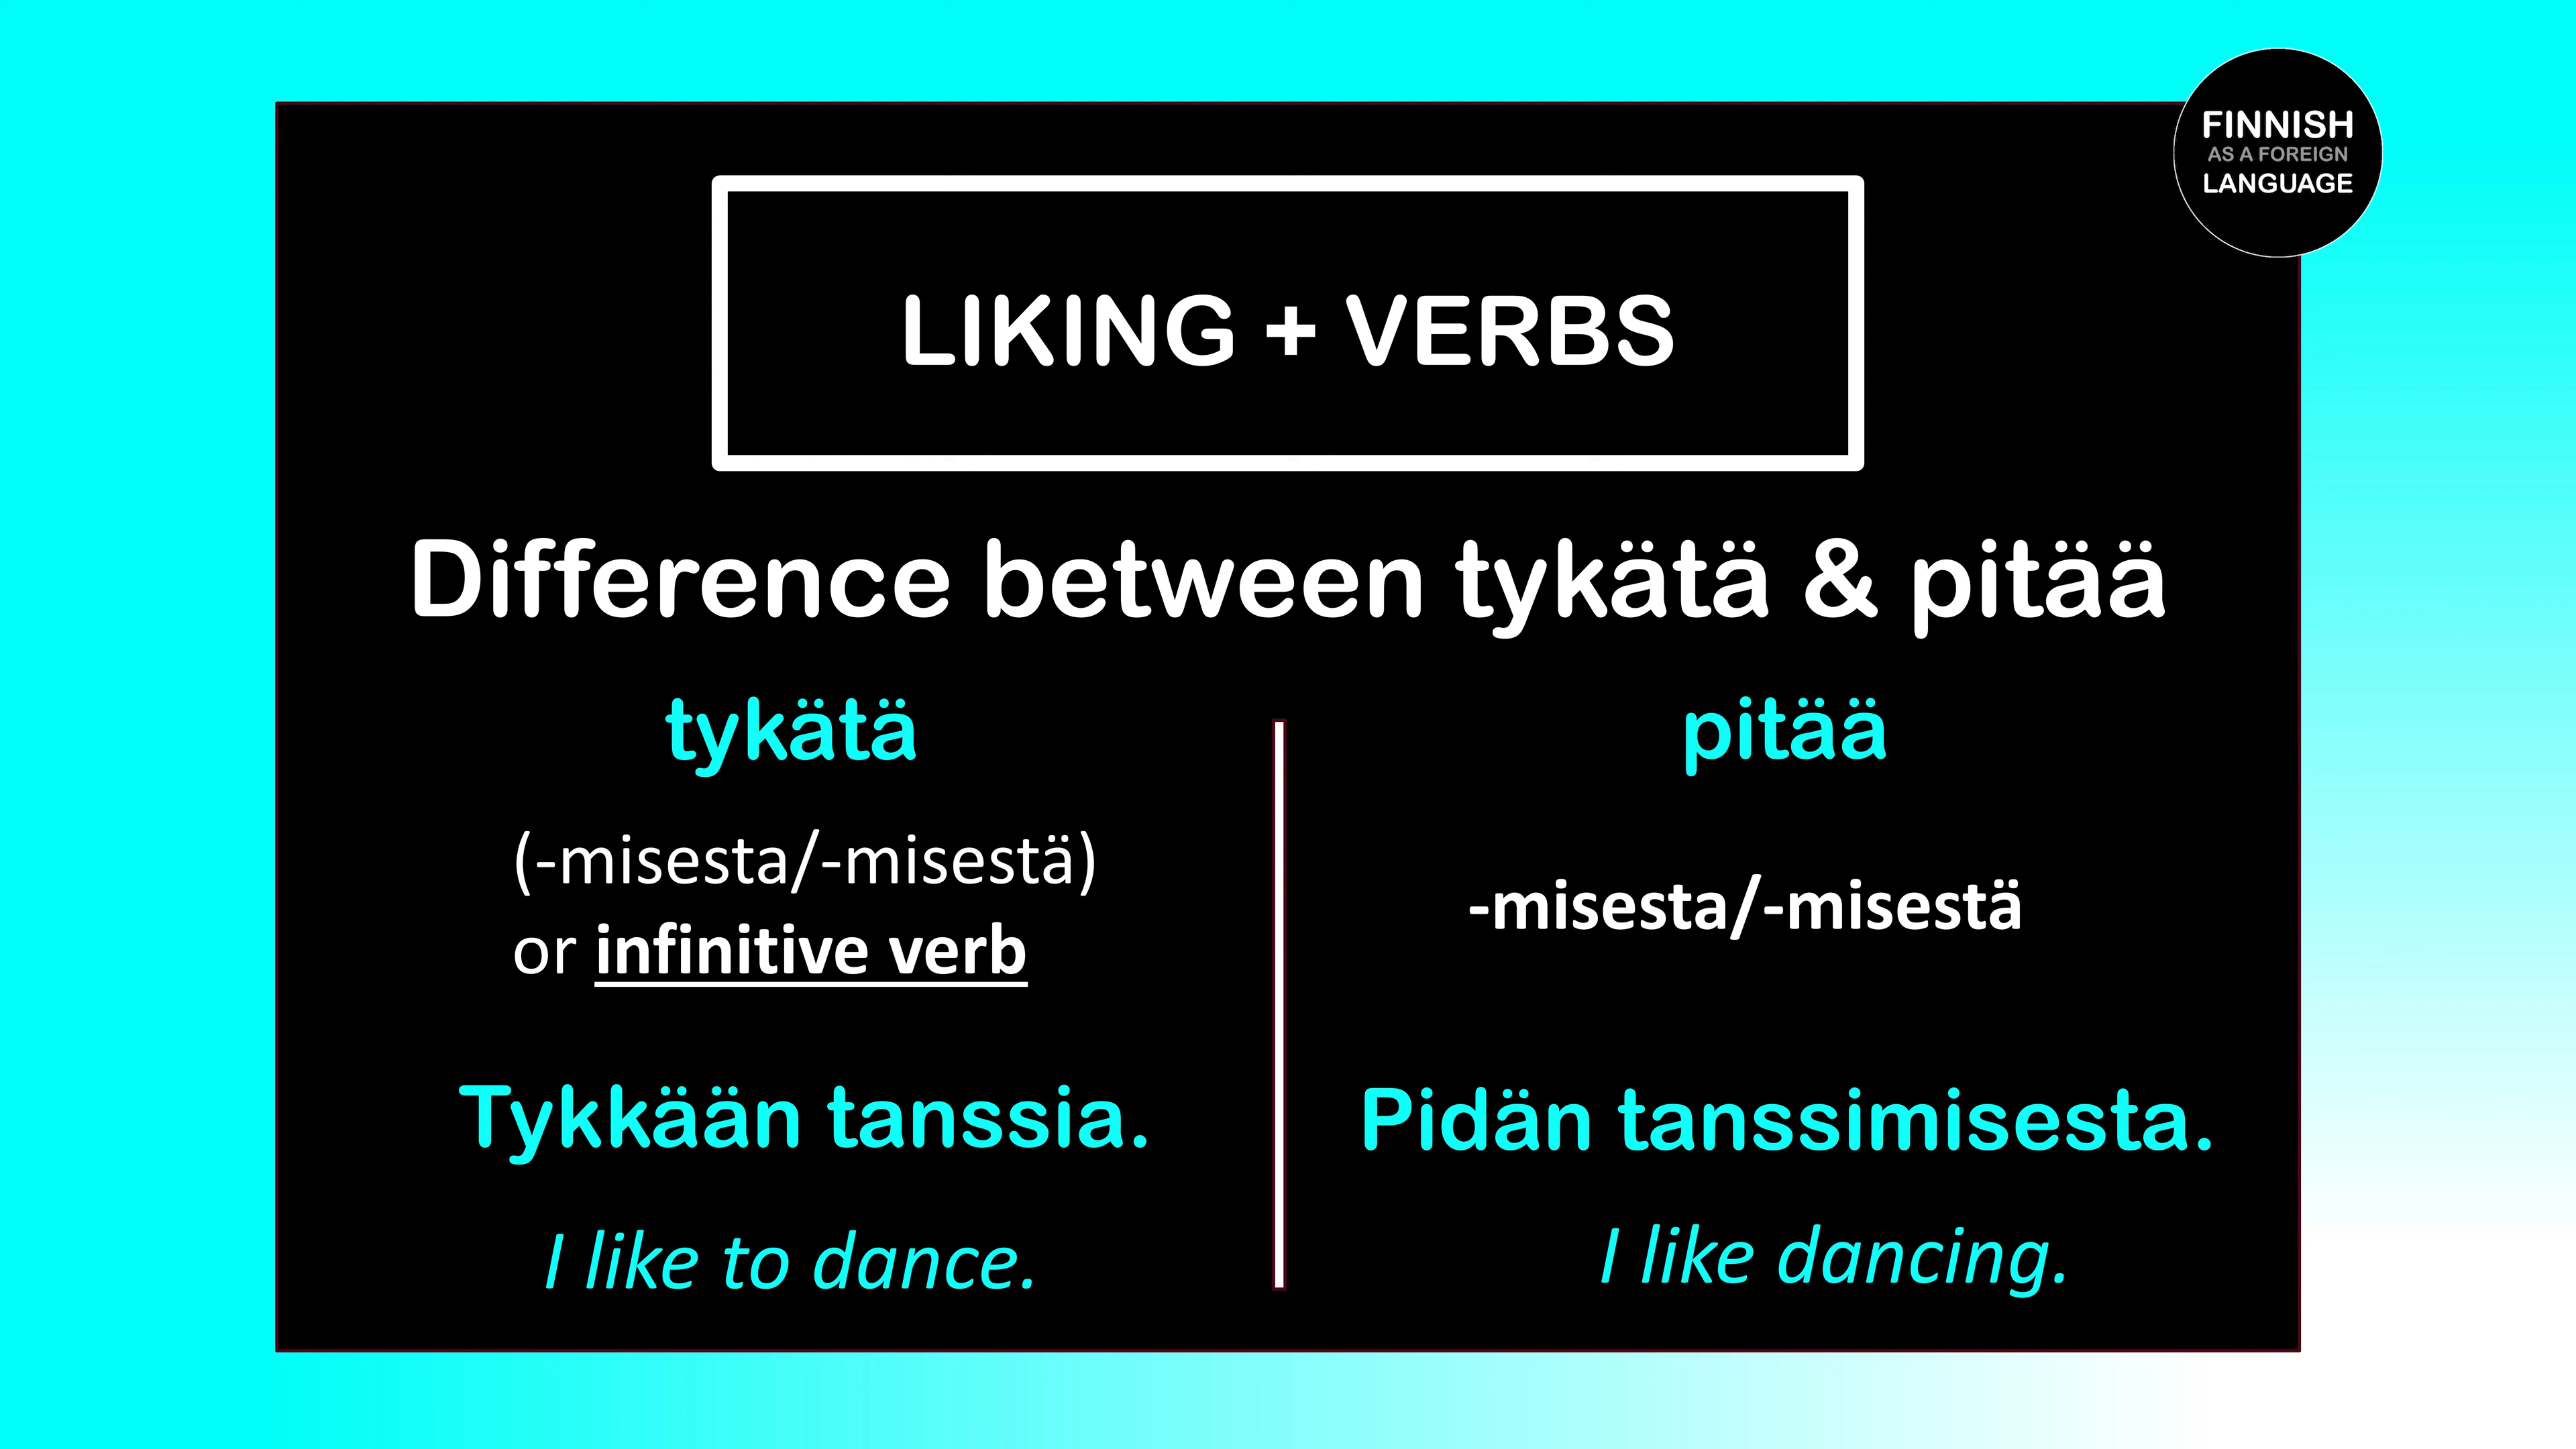 FINNISH
AS A FOREIGN
LANGUAGE
LIKING + VERBS
Difference between tykätä & pitää
tykätä
(-misesta/-misestä)
or infinitive verb
Tykkään tanssia.
I like to dance.
pitää
-misesta/-misestä
Pidän tanssimisesta.
I like dancing.